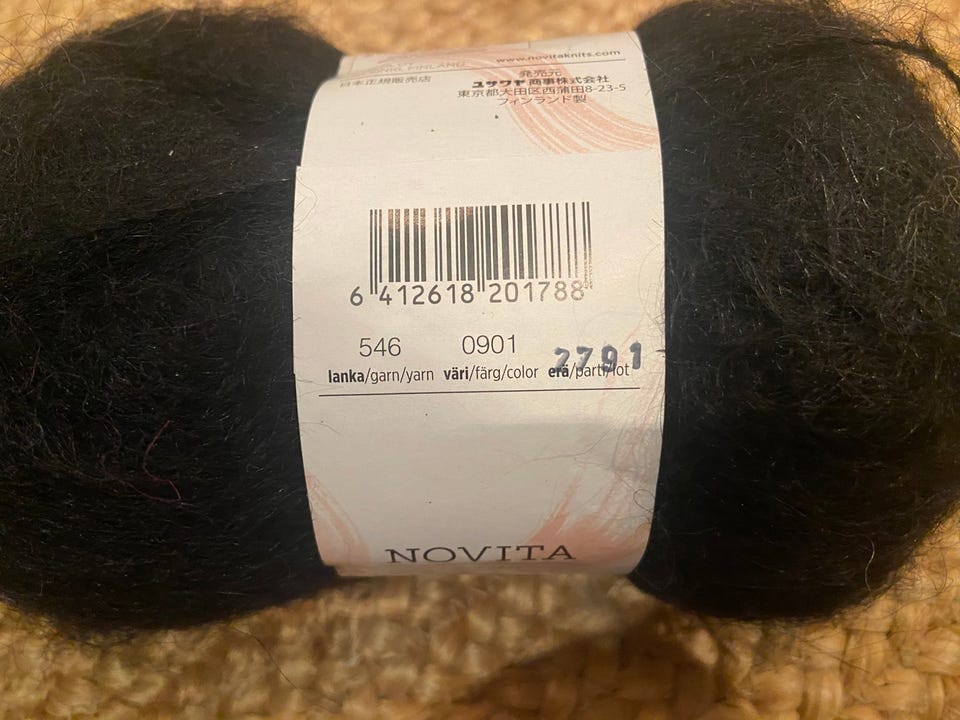 www.novitaknits.com
日本正規販売店
発売元
ユザワヤ商事株式会社
東京都大田区西蒲田8-23-5
フィンランド製
6 412618 201788
546 0901 2791
lanka/garn/yarn väri/färg/color erä/parti/lot
NOVITA